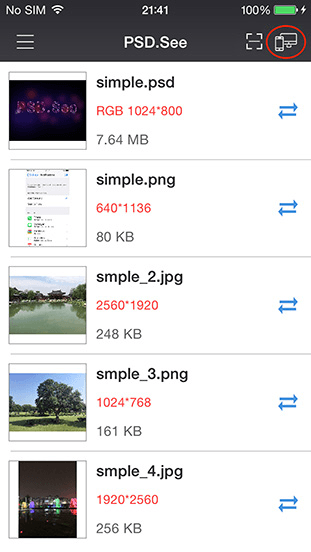 No SIM 21:41 100%
PSD.See
PSD.See
simple.psd
RGB 1024*800
7.64 MB
simple.png
640*1136
80 KB
smple_2.jpg
2560*1920
248 KB
smple_3.png
1024*768
161 KB
smple_4.jpg
1920*2560
256 KB